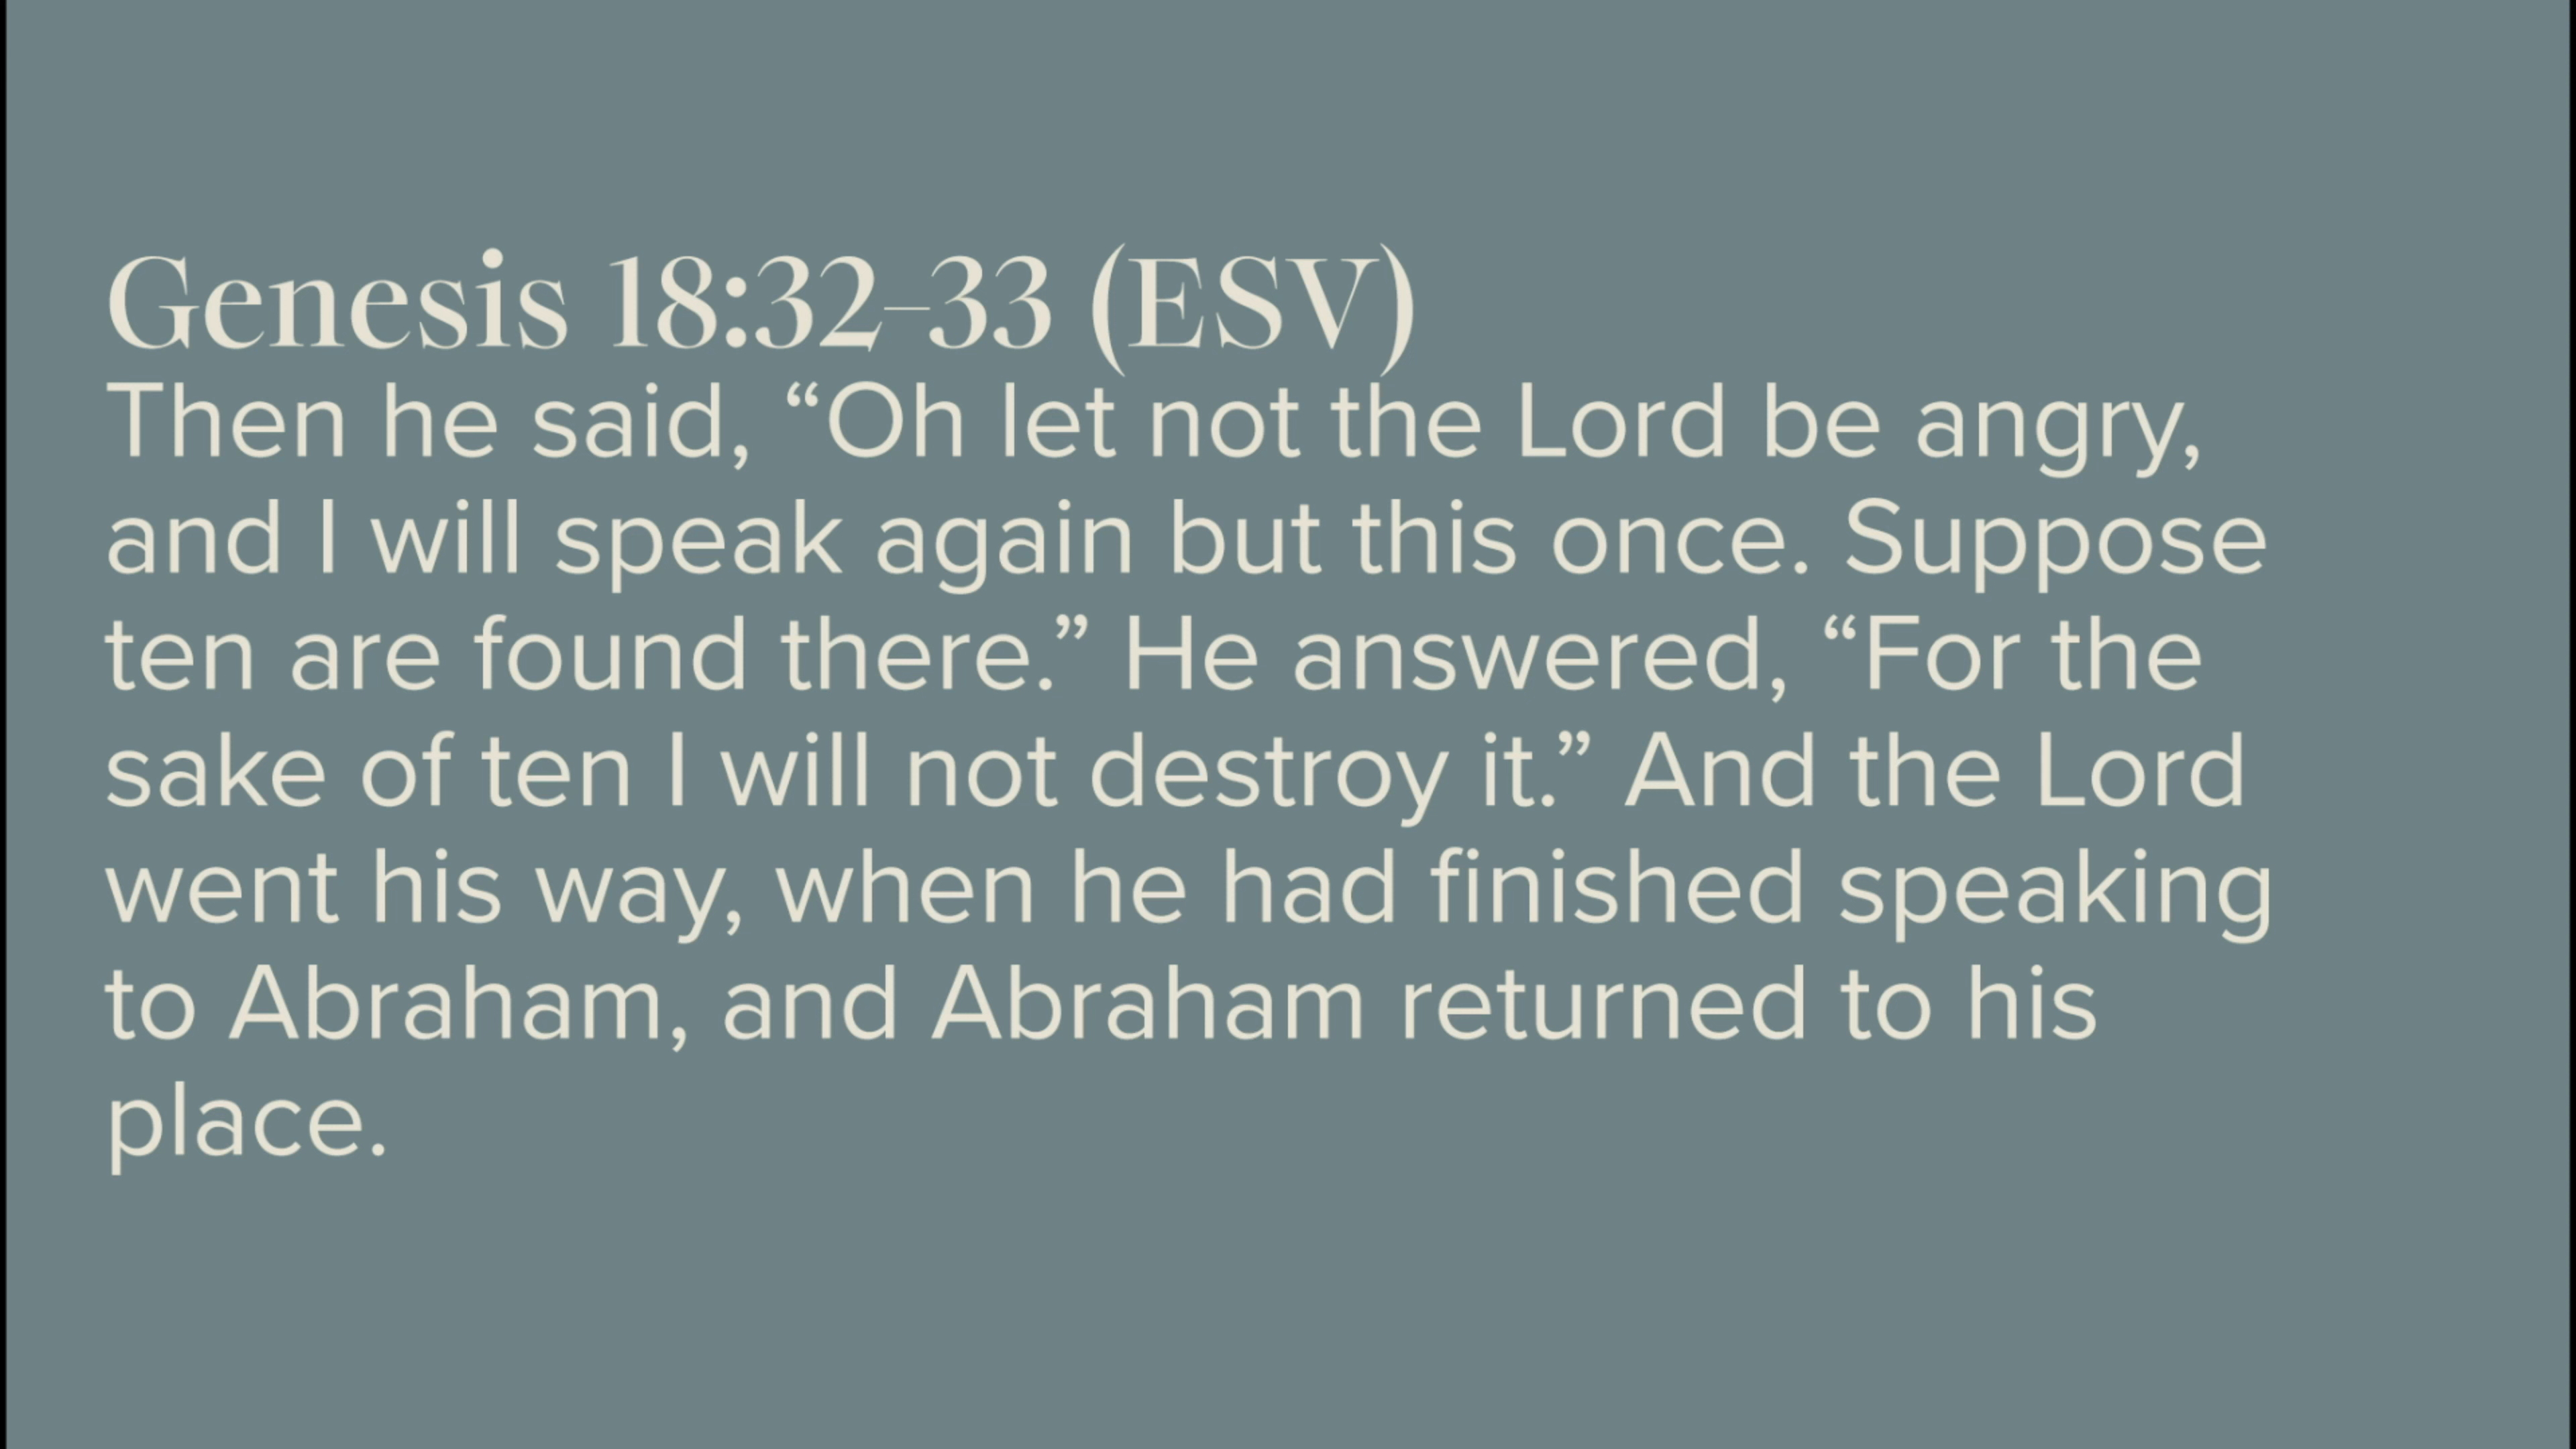 Genesis 18:32–33 (ESV)
Then he said, “Oh let not the Lord be angry,
and I will speak again but this once. Suppose
ten are found there.” He answered, “For the
sake of ten I will not destroy it.” And the Lord
went his way, when he had finished speaking
to Abraham, and Abraham returned to his
place.